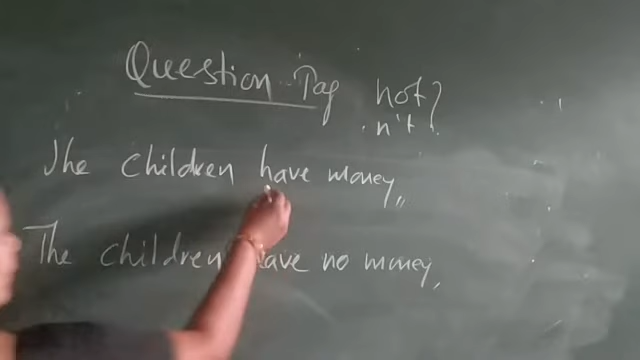 Question Tag
not?
n't?
The children have money,,
The children have no money,